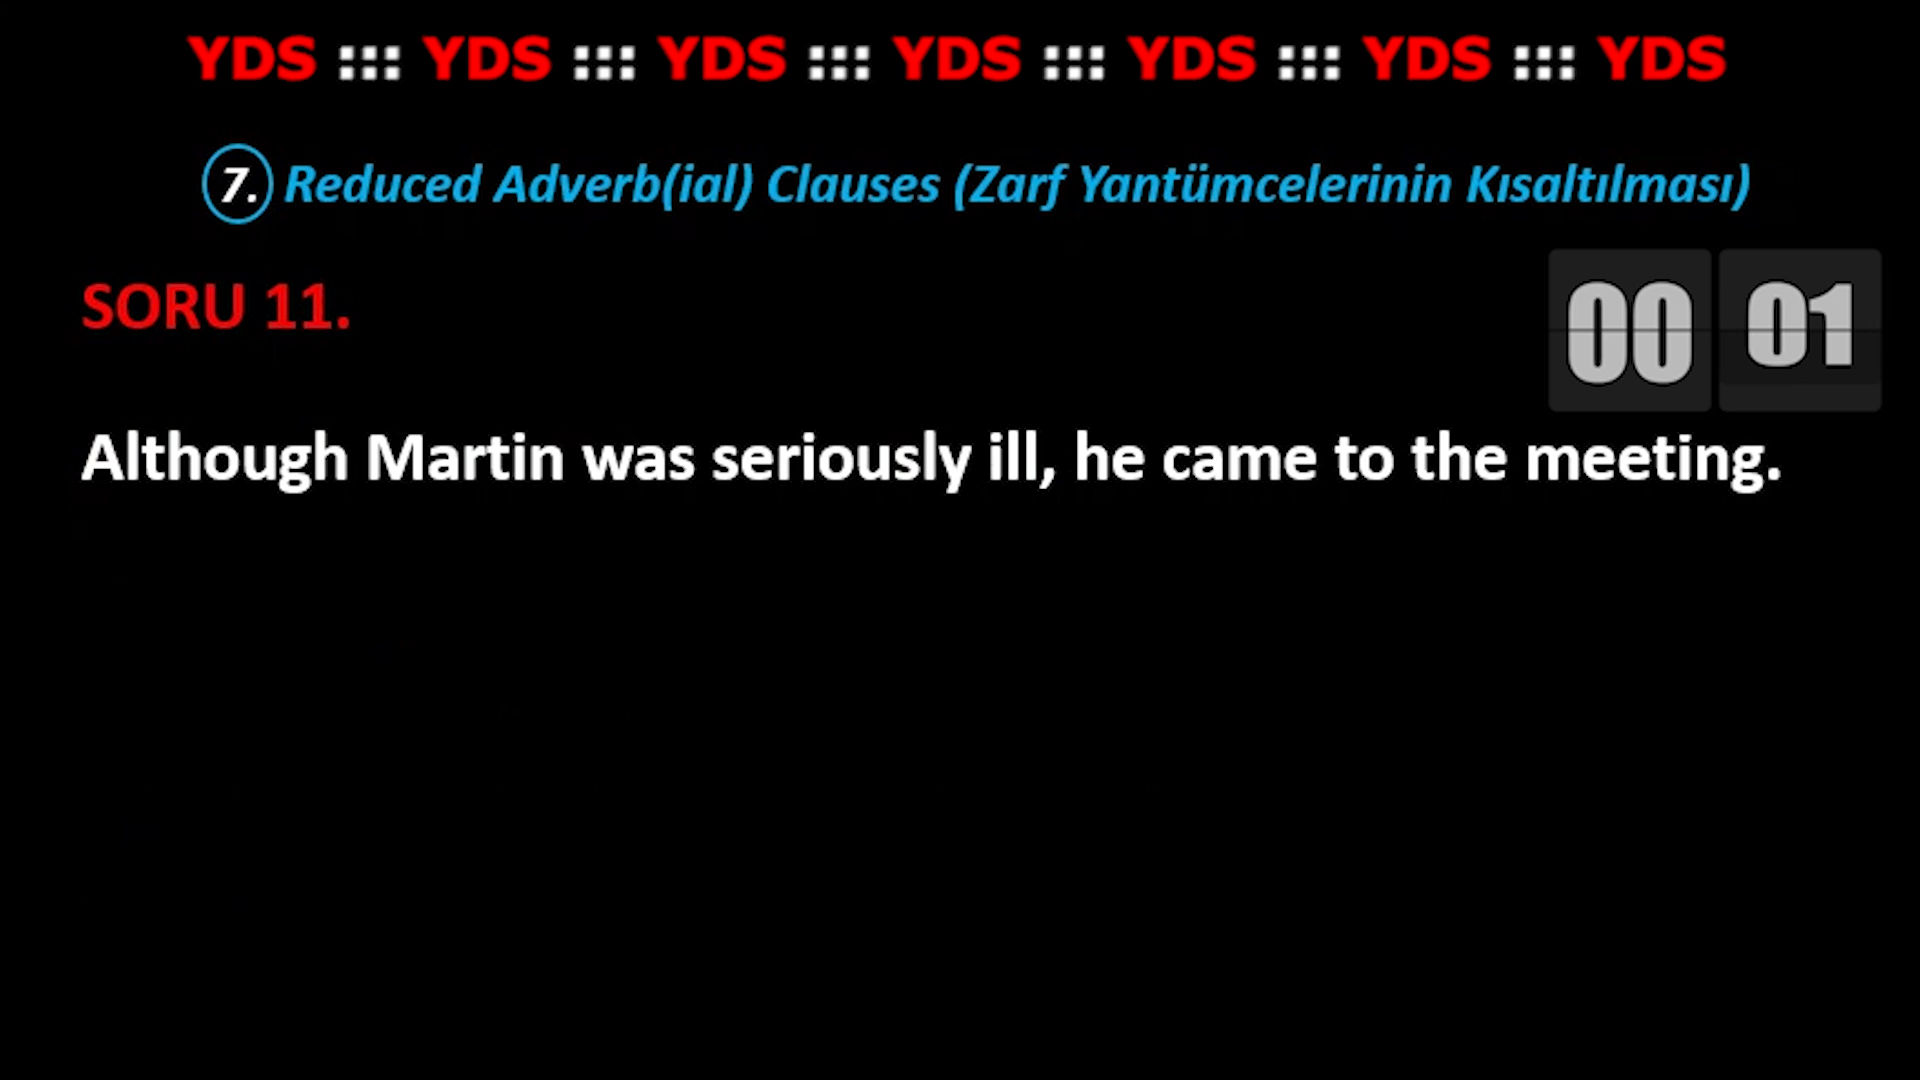 YDS ::: YDS ::: YDS ::: YDS ::: YDS ::: YDS ::: YDS
7. Reduced Adverb(ial) Clauses (Zarf Yantümcelerinin Kısaltılması)
SORU 11.
00 01
Although Martin was seriously ill, he came to the meeting.